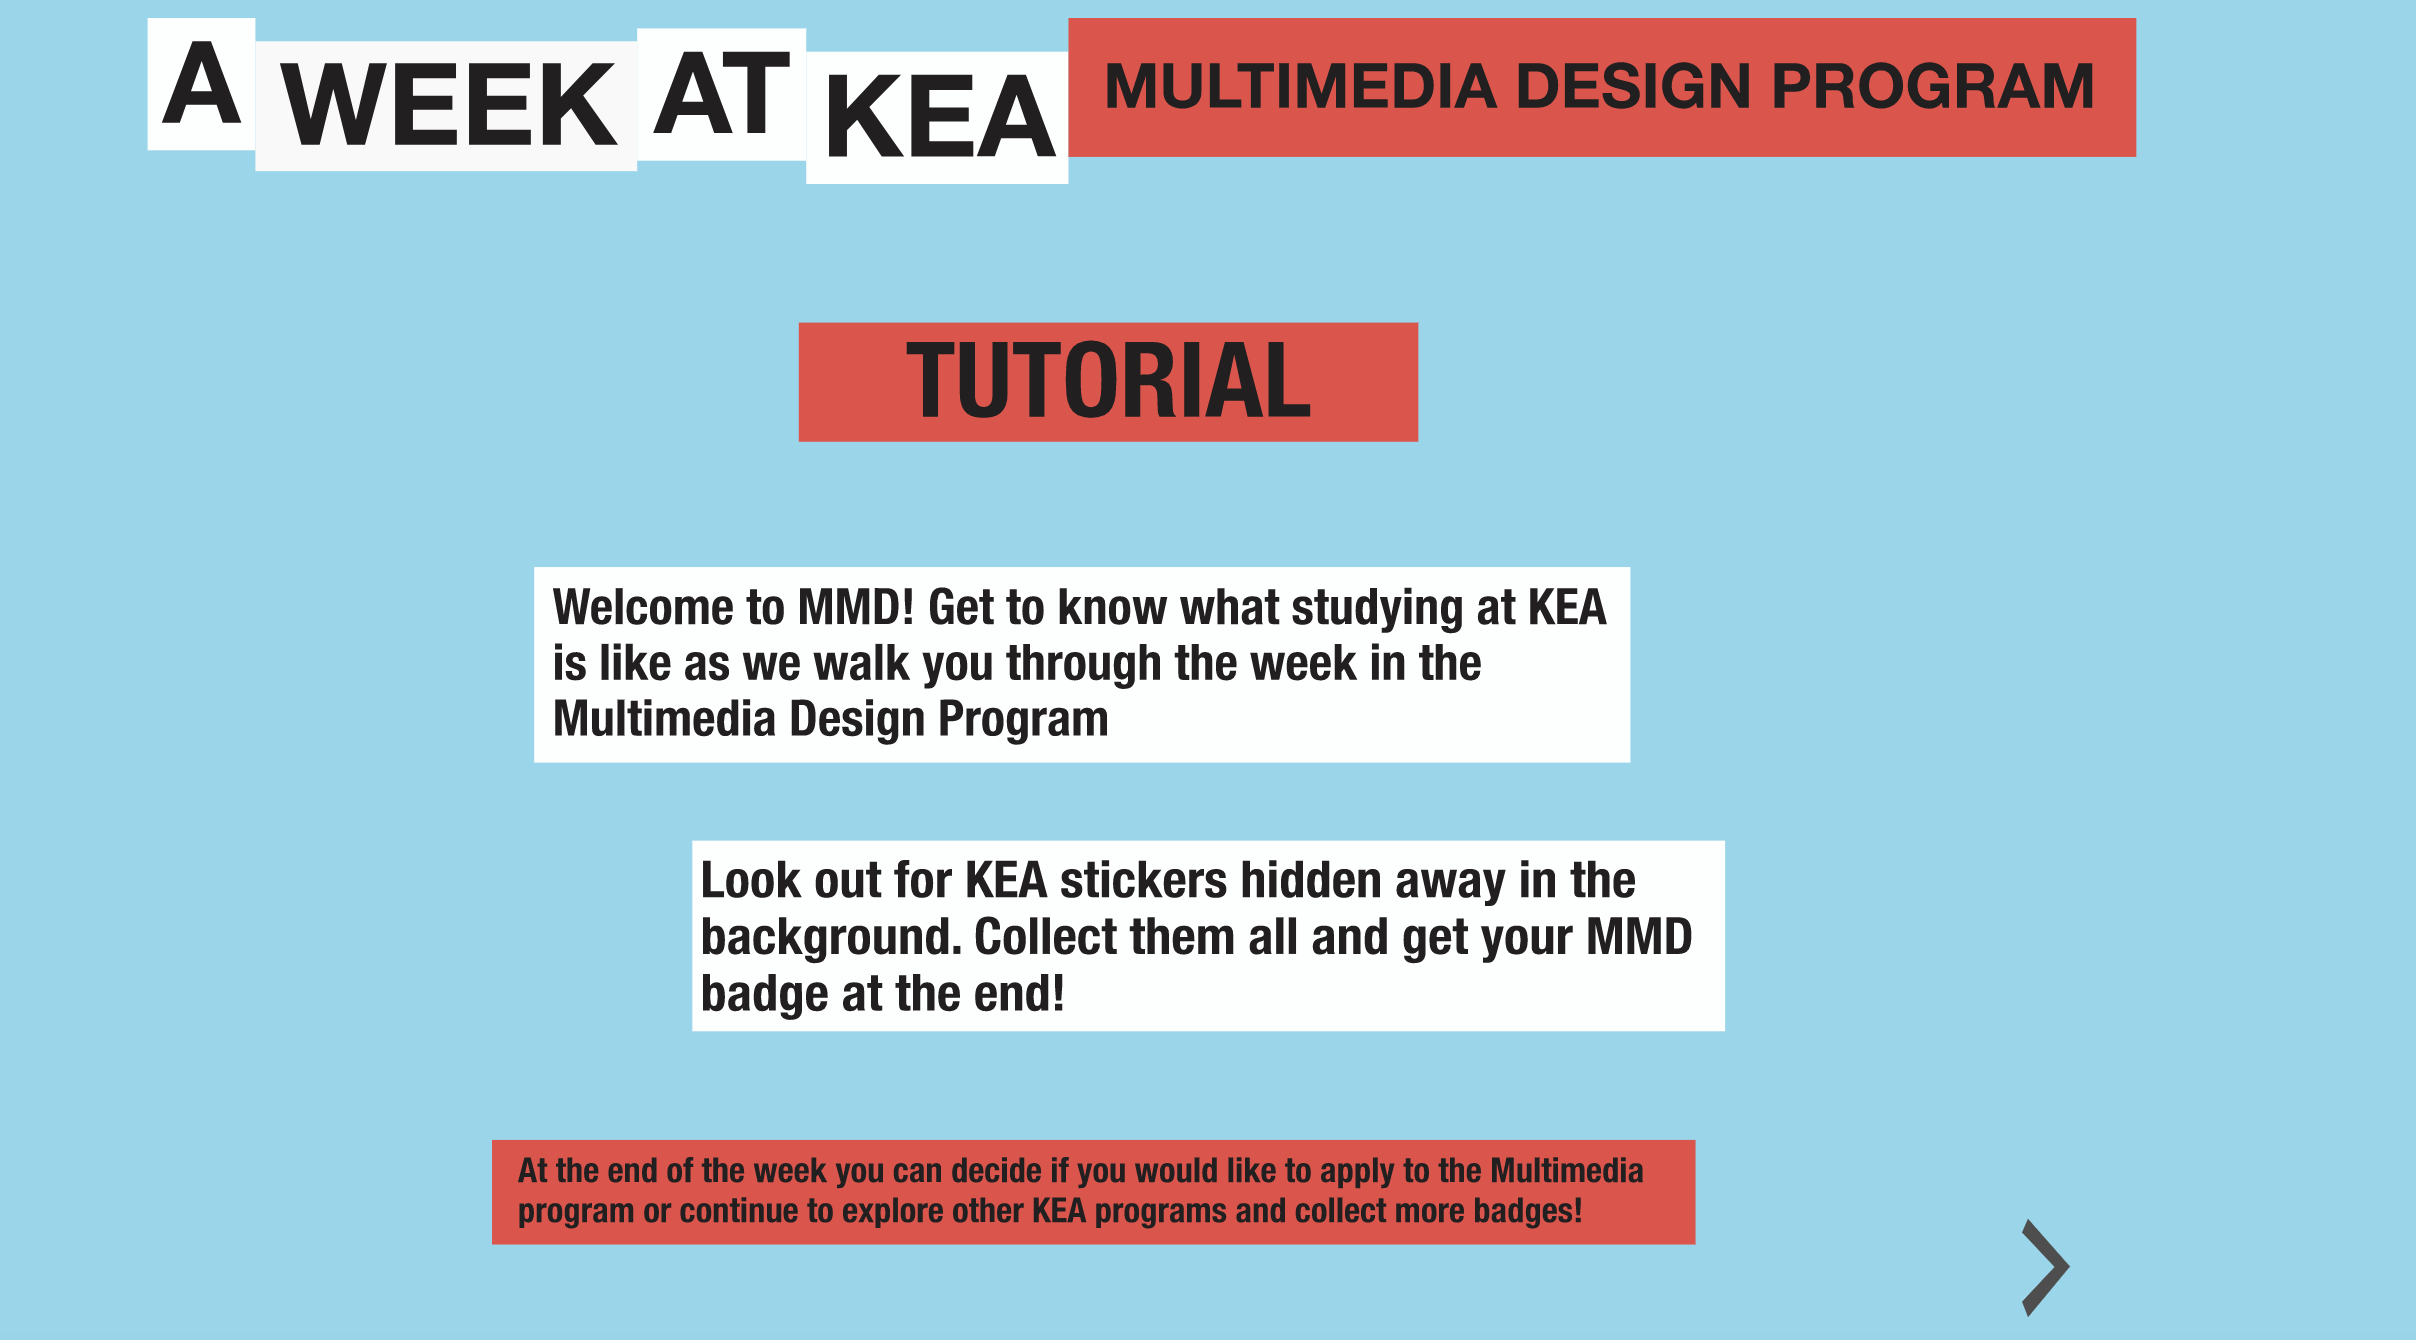 A WEEK AT KEA MULTIMEDIA DESIGN PROGRAM
TUTORIAL
Welcome to MMD! Get to know what studying at KEA
is like as we walk you through the week in the
Multimedia Design Program
Look out for KEA stickers hidden away in the
background. Collect them all and get your MMD
badge at the end!
At the end of the week you can decide if you would like to apply to the Multimedia
program or continue to explore other KEA programs and collect more badges!